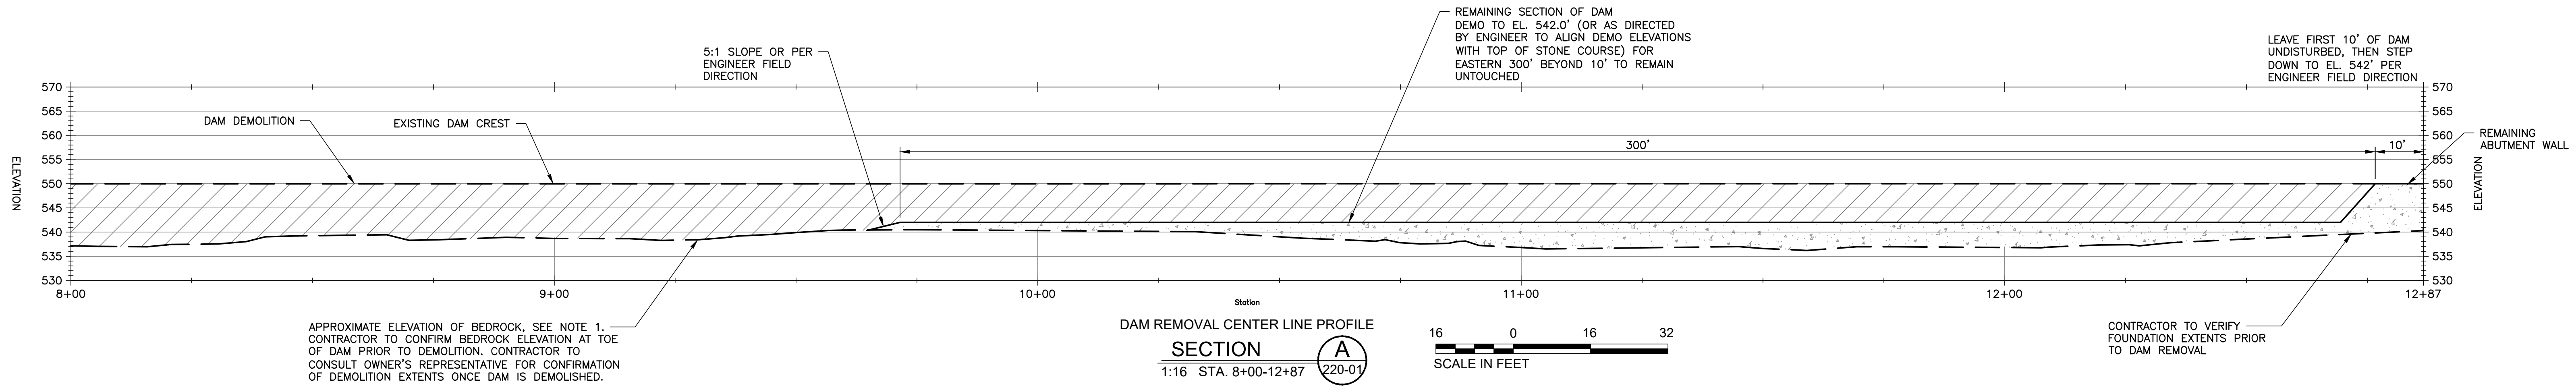 REMAINING SECTION OF DAM
DEMO TO EL. 542.0' (OR AS DIRECTED
BY ENGINEER TO ALIGN DEMO ELEVATIONS
WITH TOP OF STONE COURSE) FOR
EASTERN 300' BEYOND 10' TO REMAIN
UNTOUCHED
5:1 SLOPE OR PER
ENGINEER FIELD
DIRECTION
LEAVE FIRST 10' OF DAM
UNDISTURBED, THEN STEP
DOWN TO EL. 542' PER
ENGINEER FIELD DIRECTION
DAM DEMOLITION
EXISTING DAM CREST
REMAINING
ABUTMENT WALL
300'
10'
ELEVATION
570
565
560
555
550
545
540
535
530
570
565
560
855
550
545
540
535
530
ELEVATION
8+00
9+00
10+00
11+00
12+00
12+87
Station
APPROXIMATE ELEVATION OF BEDROCK, SEE NOTE 1.
CONTRACTOR TO CONFIRM BEDROCK ELEVATION AT TOE
OF DAM PRIOR TO DEMOLITION. CONTRACTOR TO
CONSULT OWNER'S REPRESENTATIVE FOR CONFIRMATION
OF DEMOLITION EXTENTS ONCE DAM IS DEMOLISHED.
DAM REMOVAL CENTER LINE PROFILE
SECTION
1:16 STA. 8+00-12+87
A
220-01
16 0 16 32
SCALE IN FEET
CONTRACTOR TO VERIFY
FOUNDATION EXTENTS PRIOR
TO DAM REMOVAL